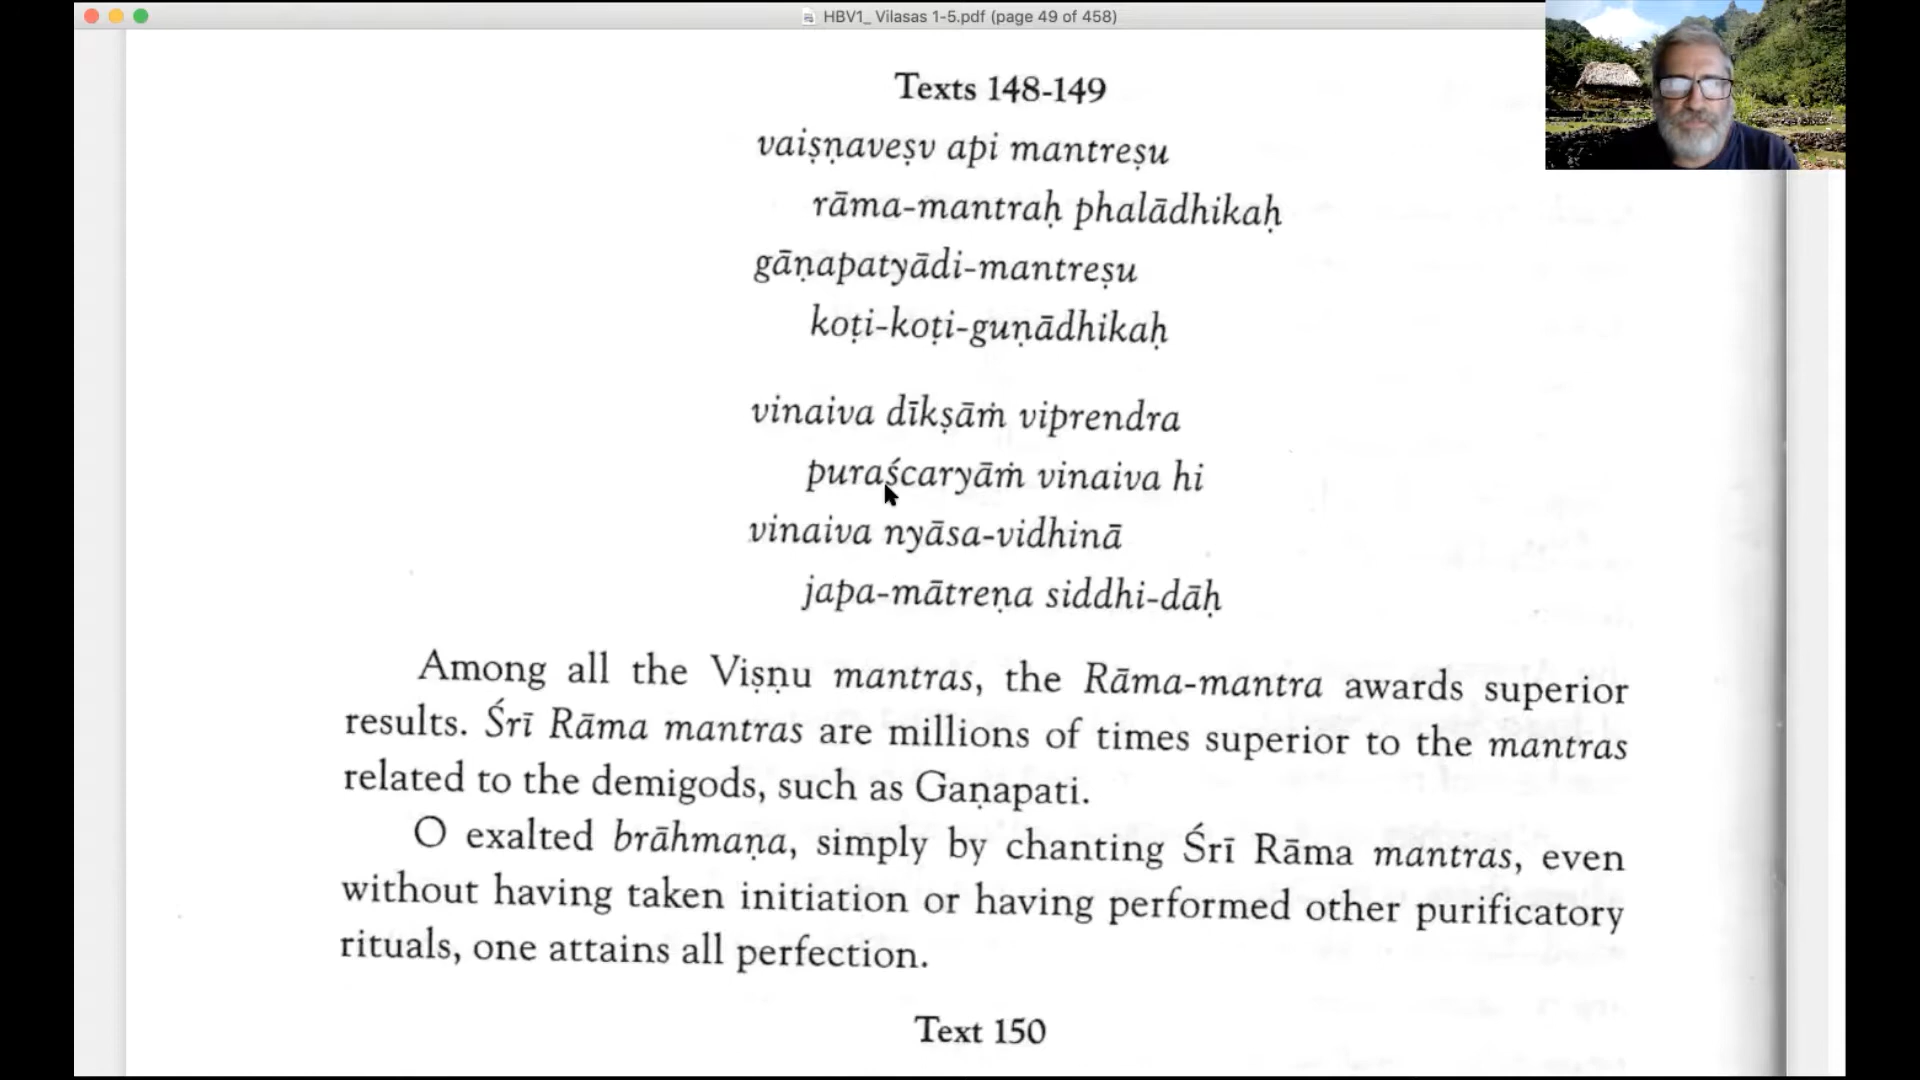 HBV1_ Vilasas 1-5.pdf (page 49 of 458)
Texts 148-149
vaiṣṇaveṣv api mantreṣu
rāma-mantraḥ phalādhikaḥ
gāṇapatyādi-mantreṣu
koṭi-koṭi-guṇādhikaḥ
vinaiva dīkṣāṁ viprendra
puraścaryāṁ vinaiva hi
vinaiva nyāsa-vidhinā
japa-mātreṇa siddhi-dāḥ
Among all the Viṣṇu mantras, the Rāma-mantra awards superior
results. Śrī Rāma mantras are millions of times superior to the mantras
related to the demigods, such as Gaṇapati.
O exalted brāhmaṇa, simply by chanting Śrī Rāma mantras, even
without having taken initiation or having performed other purificatory
rituals, one attains all perfection.
Text 150